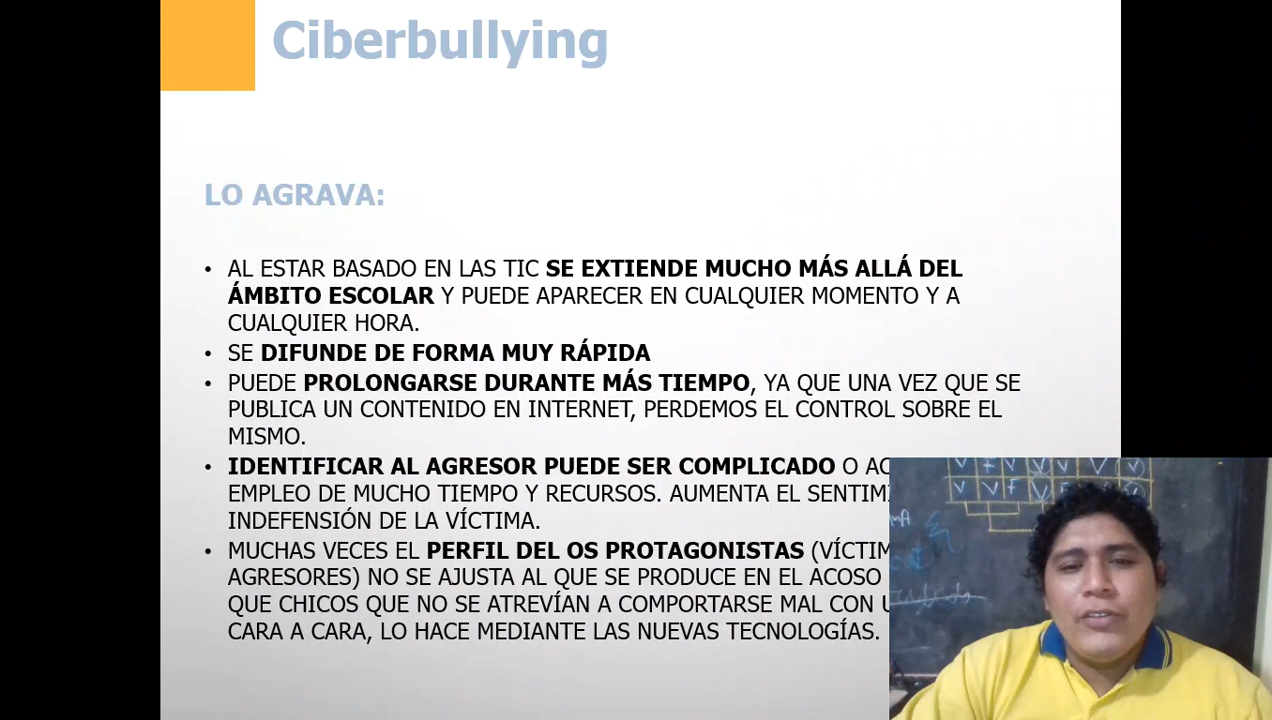 Ciberbullying
LO AGRAVA:
• AL ESTAR BASADO EN LAS TIC SE EXTIENDE MUCHO MÁS ALLÁ DEL
ÁMBITO ESCOLAR Y PUEDE APARECER EN CUALQUIER MOMENTO Y A
CUALQUIER HORA.
• SE DIFUNDE DE FORMA MUY RÁPIDA
• PUEDE PROLONGARSE DURANTE MÁS TIEMPO, YA QUE UNA VEZ QUE SE
PUBLICA UN CONTENIDO EN INTERNET, PERDEMOS EL CONTROL SOBRE EL
MISMO.
• IDENTIFICAR AL AGRESOR PUEDE SER COMPLICADO O
EMPLEO DE MUCHO TIEMPO Y RECURSOS. AUMENTA EL
INDEFENSIÓN DE LA VÍCTIMA.
• MUCHAS VECES EL PERFIL DEL OS PROTAGONISTAS
AGRESORES) NO SE AJUSTA AL QUE SE PRODUCE EN EL ACOSO
QUE CHICOS QUE NO SE ATREVÍAN A COMPORTARSE MAL CON
CARA A CARA, LO HACE MEDIANTE LAS NUEVAS TECNOLOGÍAS.